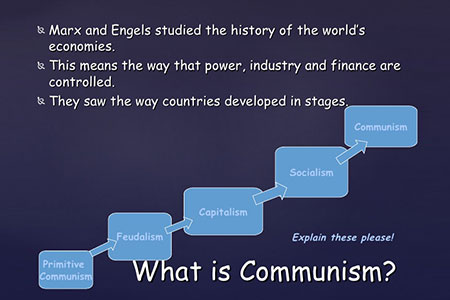 Marx and Engels studied the history of the world's
economies.
This means the way that power, industry and finance are
controlled.
They saw the way countries developed in stages.
Communism
Socialism
Capitalism
Feudalism
Primitive
Communism
Explain these please!
What is Communism?